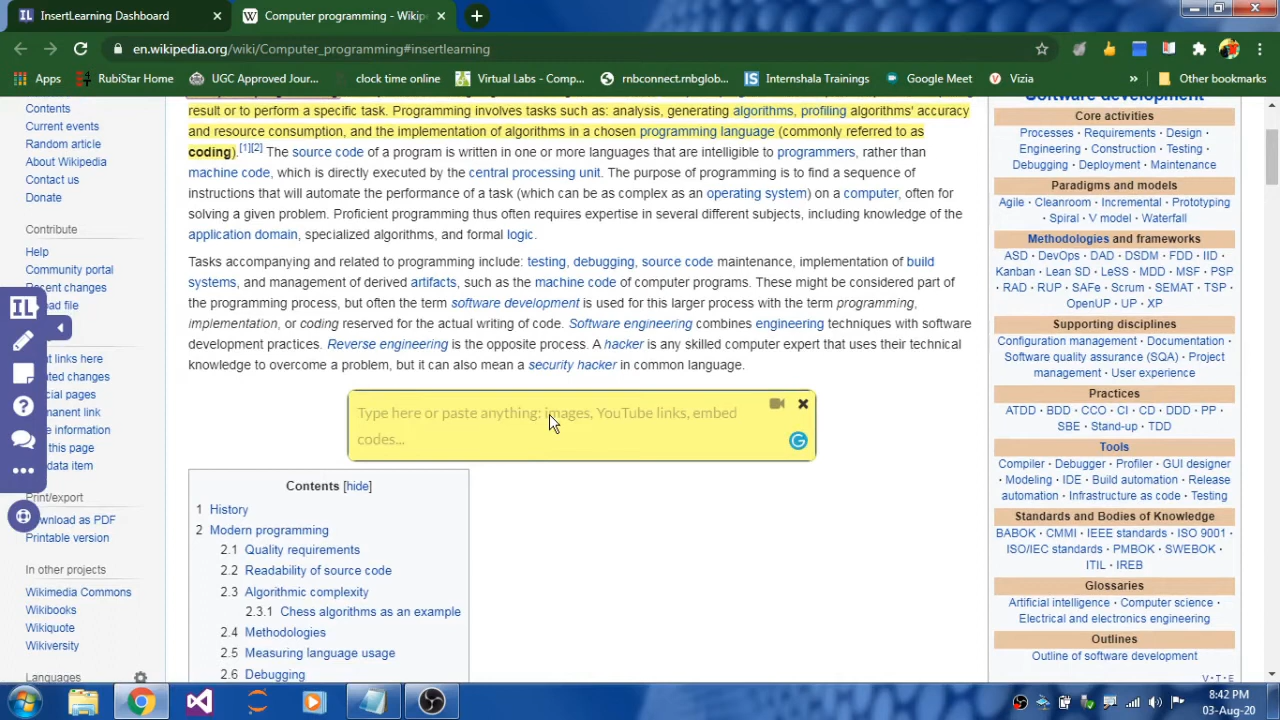 InsertLearning Dashboard
Computer programming - Wikip
en.wikipedia.org/wiki/Computer_programming#insertlearning
Apps
RubiStar Home
UGC Approved Jour...
clock time online
Virtual Labs - Comp...
rnbconnect.rnbglob...
Internshala Trainings
Google Meet
Vizia
»
Other bookmarks
Contents
Current events
Random article
About Wikipedia
Contact us
Donate
Contribute
Help
Community portal
Recent changes
load file
t links here
ated changes
cial pages
manent link
e information
this page
data item
Print/export
Download as PDF
Printable version
In other projects
Wikimedia Commons
Wikibooks
Wikiquote
Wikiversity
Languages
result or to perform a specific task. Programming involves tasks such as: analysis, generating algorithms, profiling algorithms' accuracy
and resource consumption, and the implementation of algorithms in a chosen programming language (commonly referred to as
coding).[1][2] The source code of a program is written in one or more languages that are intelligible to programmers, rather than
machine code, which is directly executed by the central processing unit. The purpose of programming is to find a sequence of
instructions that will automate the performance of a task (which can be as complex as an operating system) on a computer, often for
solving a given problem. Proficient programming thus often requires expertise in several different subjects, including knowledge of the
application domain, specialized algorithms, and formal logic.
Tasks accompanying and related to programming include: testing, debugging, source code maintenance, implementation of build
systems, and management of derived artifacts, such as the machine code of computer programs. These might be considered part of
the programming process, but often the term software development is used for this larger process with the term programming,
implementation, or coding reserved for the actual writing of code. Software engineering combines engineering techniques with software
development practices. Reverse engineering is the opposite process. A hacker is any skilled computer expert that uses their technical
knowledge to overcome a problem, but it can also mean a security hacker in common language.
Type here or paste anything: images, YouTube links, embed
codes...
Contents [hide]
1 History
2 Modern programming
2.1 Quality requirements
2.2 Readability of source code
2.3 Algorithmic complexity
2.3.1 Chess algorithms as an example
2.4 Methodologies
2.5 Measuring language usage
2.6 Debugging
Software development
Core activities
Processes · Requirements · Design ·
Engineering · Construction · Testing ·
Debugging · Deployment · Maintenance
Paradigms and models
Agile · Cleanroom · Incremental · Prototyping
· Spiral · V model · Waterfall
Methodologies and frameworks
ASD · DevOps · DAD · DSDM · FDD · IID ·
Kanban · Lean SD · LeSS · MDD · MSF · PSP
· RAD · RUP · SAFe · Scrum · SEMAT · TSP ·
OpenUP · UP · XP
Supporting disciplines
Configuration management · Documentation ·
Software quality assurance (SQA) · Project
management · User experience
Practices
ATDD · BDD · CCO · CI · CD · DDD · PP ·
SBE · Stand-up · TDD
Tools
Compiler · Debugger · Profiler · GUI designer
· Modeling · IDE · Build automation · Release
automation · Infrastructure as code · Testing
Standards and Bodies of Knowledge
BABOK · CMMI · IEEE standards · ISO 9001 ·
ISO/IEC standards · PMBOK · SWEBOK ·
ITIL · IREB
Glossaries
Artificial intelligence · Computer science ·
Electrical and electronics engineering
Outlines
Outline of software development
V · T · E
8:42 PM
03-Aug-20